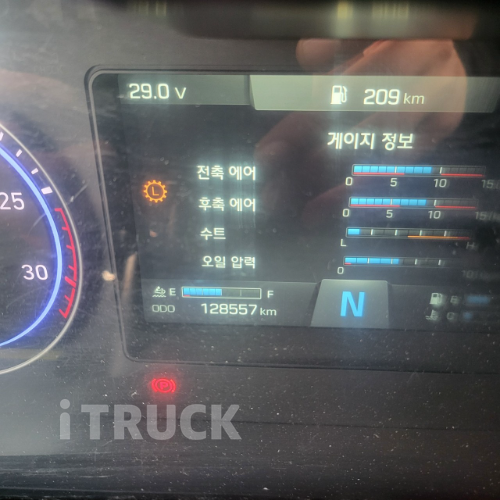 29.0 V
209 km
게이지 정보
25
30
L
전축 에어
0 5 10 15
후축 에어
0 5 10 15
수트
L H
오일 압력
0 10
E F
ODO 128557 km
N
P
iTRUCK